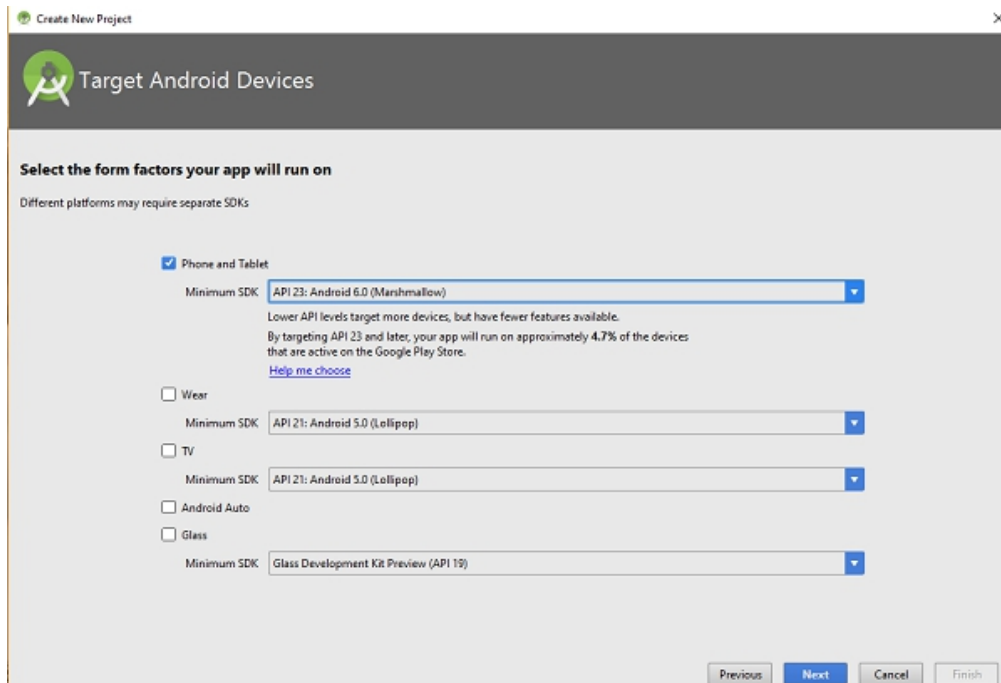 Create New Project
Target Android Devices
Select the form factors your app will run on
Different platforms may require separate SDKs
Phone and Tablet
Minimum SDK API 23: Android 6.0 (Marshmallow)
Lower API levels target more devices, but have fewer features available.
By targeting API 23 and later, your app will run on approximately 4.7% of the devices
that are active on the Google Play Store.
Help me choose
Wear
Minimum SDK API 21: Android 5.0 (Lollipop)
TV
Minimum SDK API 21: Android 5.0 (Lollipop)
Android Auto
Glass
Minimum SDK Glass Development Kit Preview (API 19)
Previous Next Cancel Finish